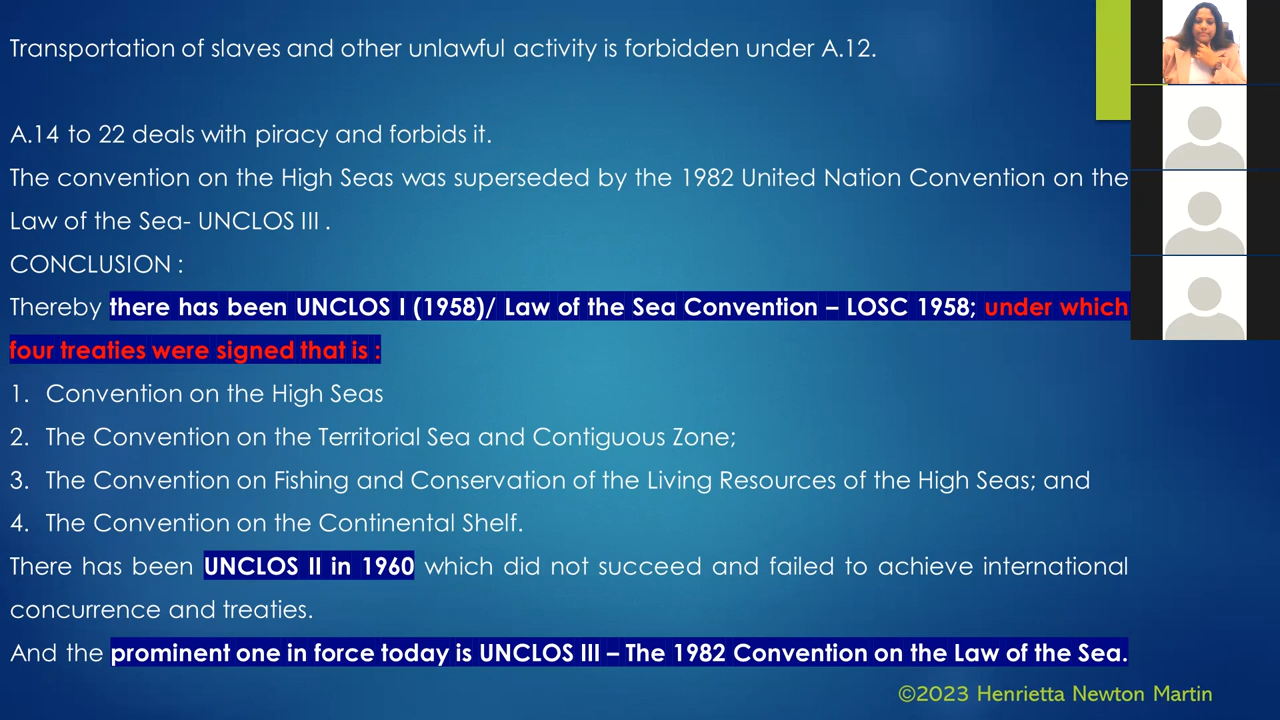 Transportation of slaves and other unlawful activity is forbidden under A.12.
A.14 to 22 deals with piracy and forbids it.
The convention on the High Seas was superseded by the 1982 United Nation Convention on the
Law of the Sea- UNCLOS III .
CONCLUSION :
Thereby there has been UNCLOS I (1958)/ Law of the Sea Convention – LOSC 1958; under which
four treaties were signed that is :
1. Convention on the High Seas
2. The Convention on the Territorial Sea and Contiguous Zone;
3. The Convention on Fishing and Conservation of the Living Resources of the High Seas; and
4. The Convention on the Continental Shelf.
There has been UNCLOS II in 1960 which did not succeed and failed to achieve international
concurrence and treaties.
And the prominent one in force today is UNCLOS III – The 1982 Convention on the Law of the Sea.
©2023 Henrietta Newton Martin